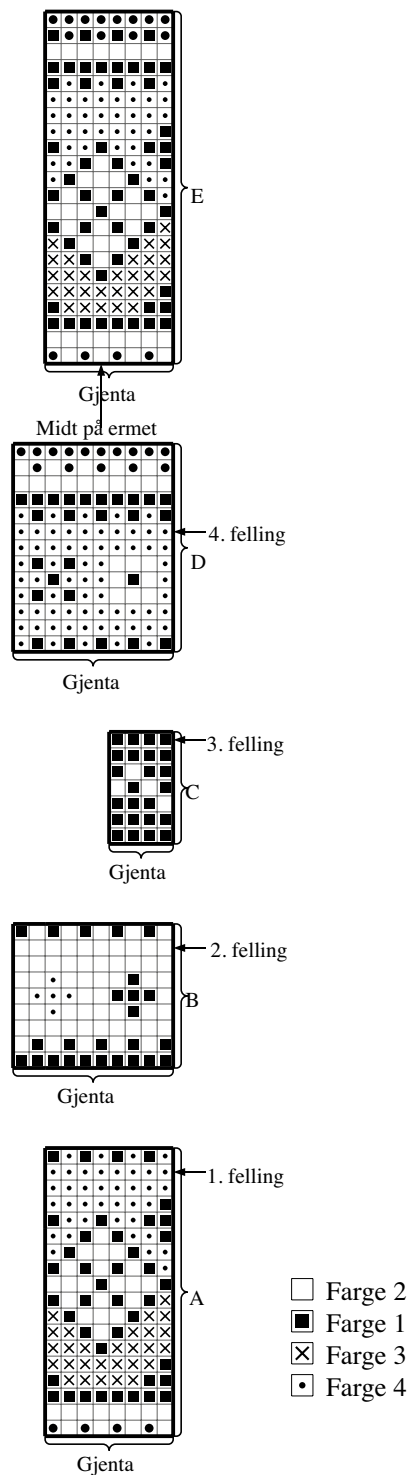 E
Gjenta
Midt på ermet
4. felling
D
Gjenta
3. felling
C
Gjenta
2. felling
B
Gjenta
1. felling
A
Farge 2
Farge 1
Farge 3
Farge 4
Gjenta